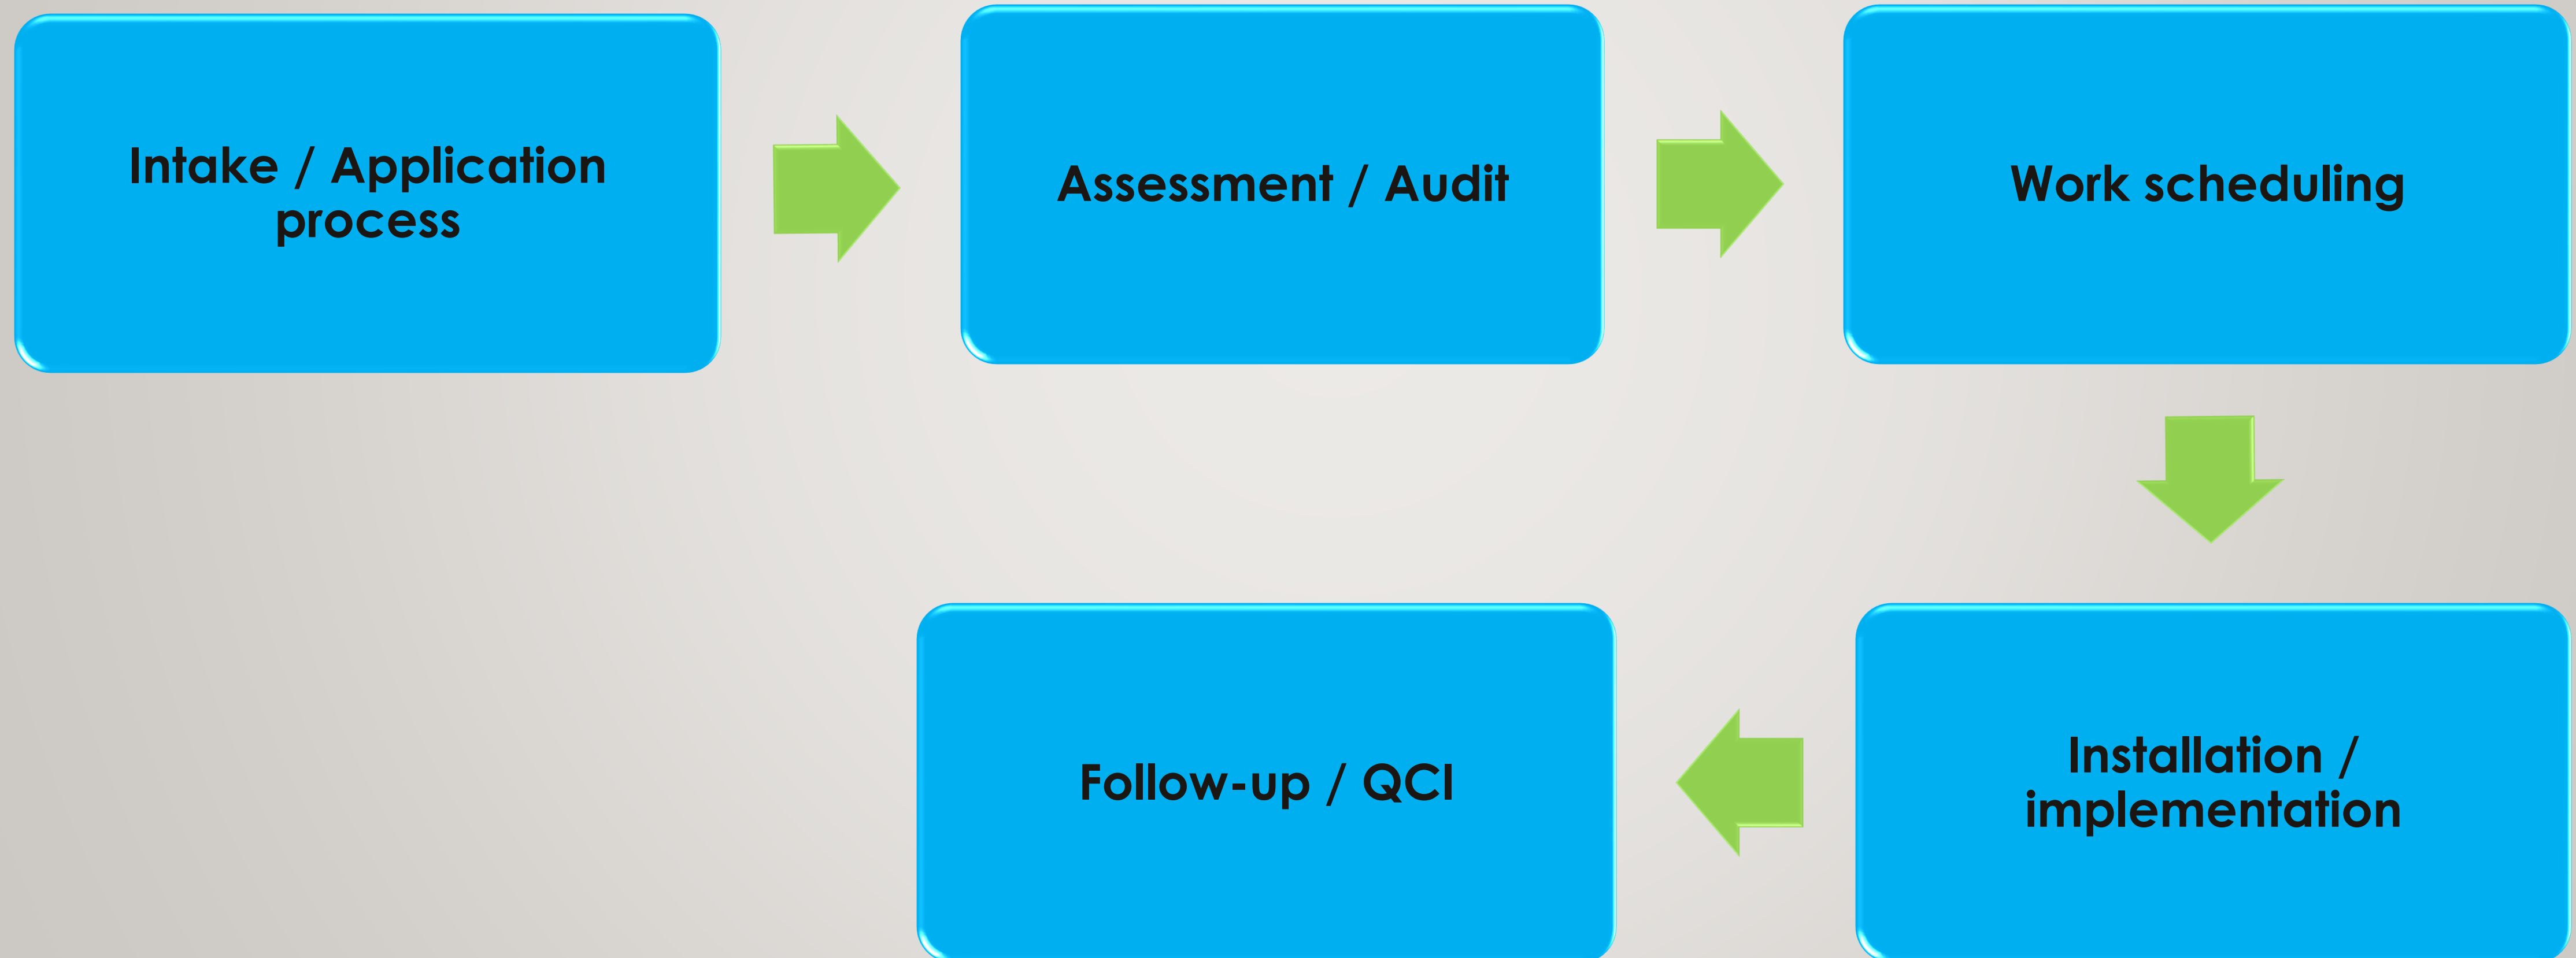 Intake / Application
process
Assessment / Audit
Work scheduling
Installation /
implementation
Follow-up / QCI